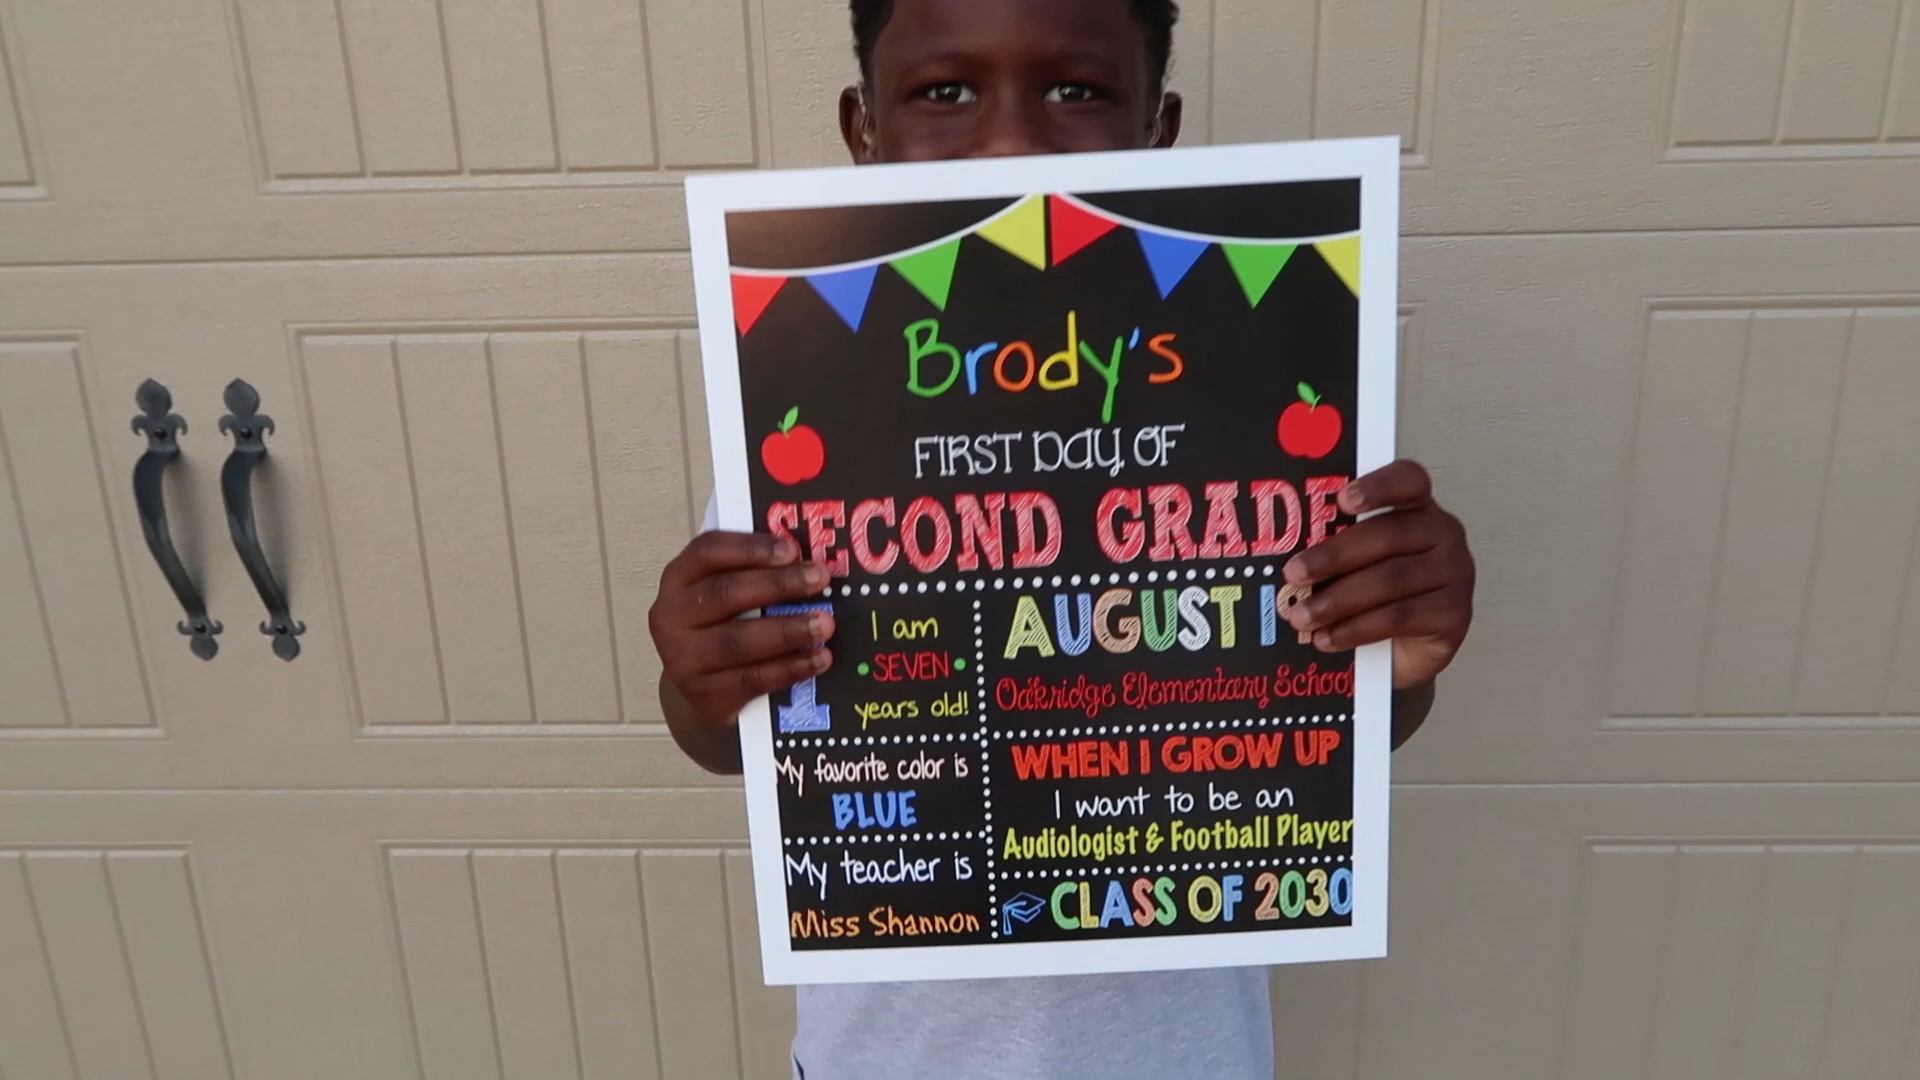 Brody's
FIRST DAY OF
SECOND GRADE
I am
•SEVEN•
years old!
AUGUST 19
Oakridge Elementary School
My favorite color is
BLUE
WHEN I GROW UP
I want to be an
Audiologist & Football Player
My teacher is
Miss Shannon
CLASS OF 2030